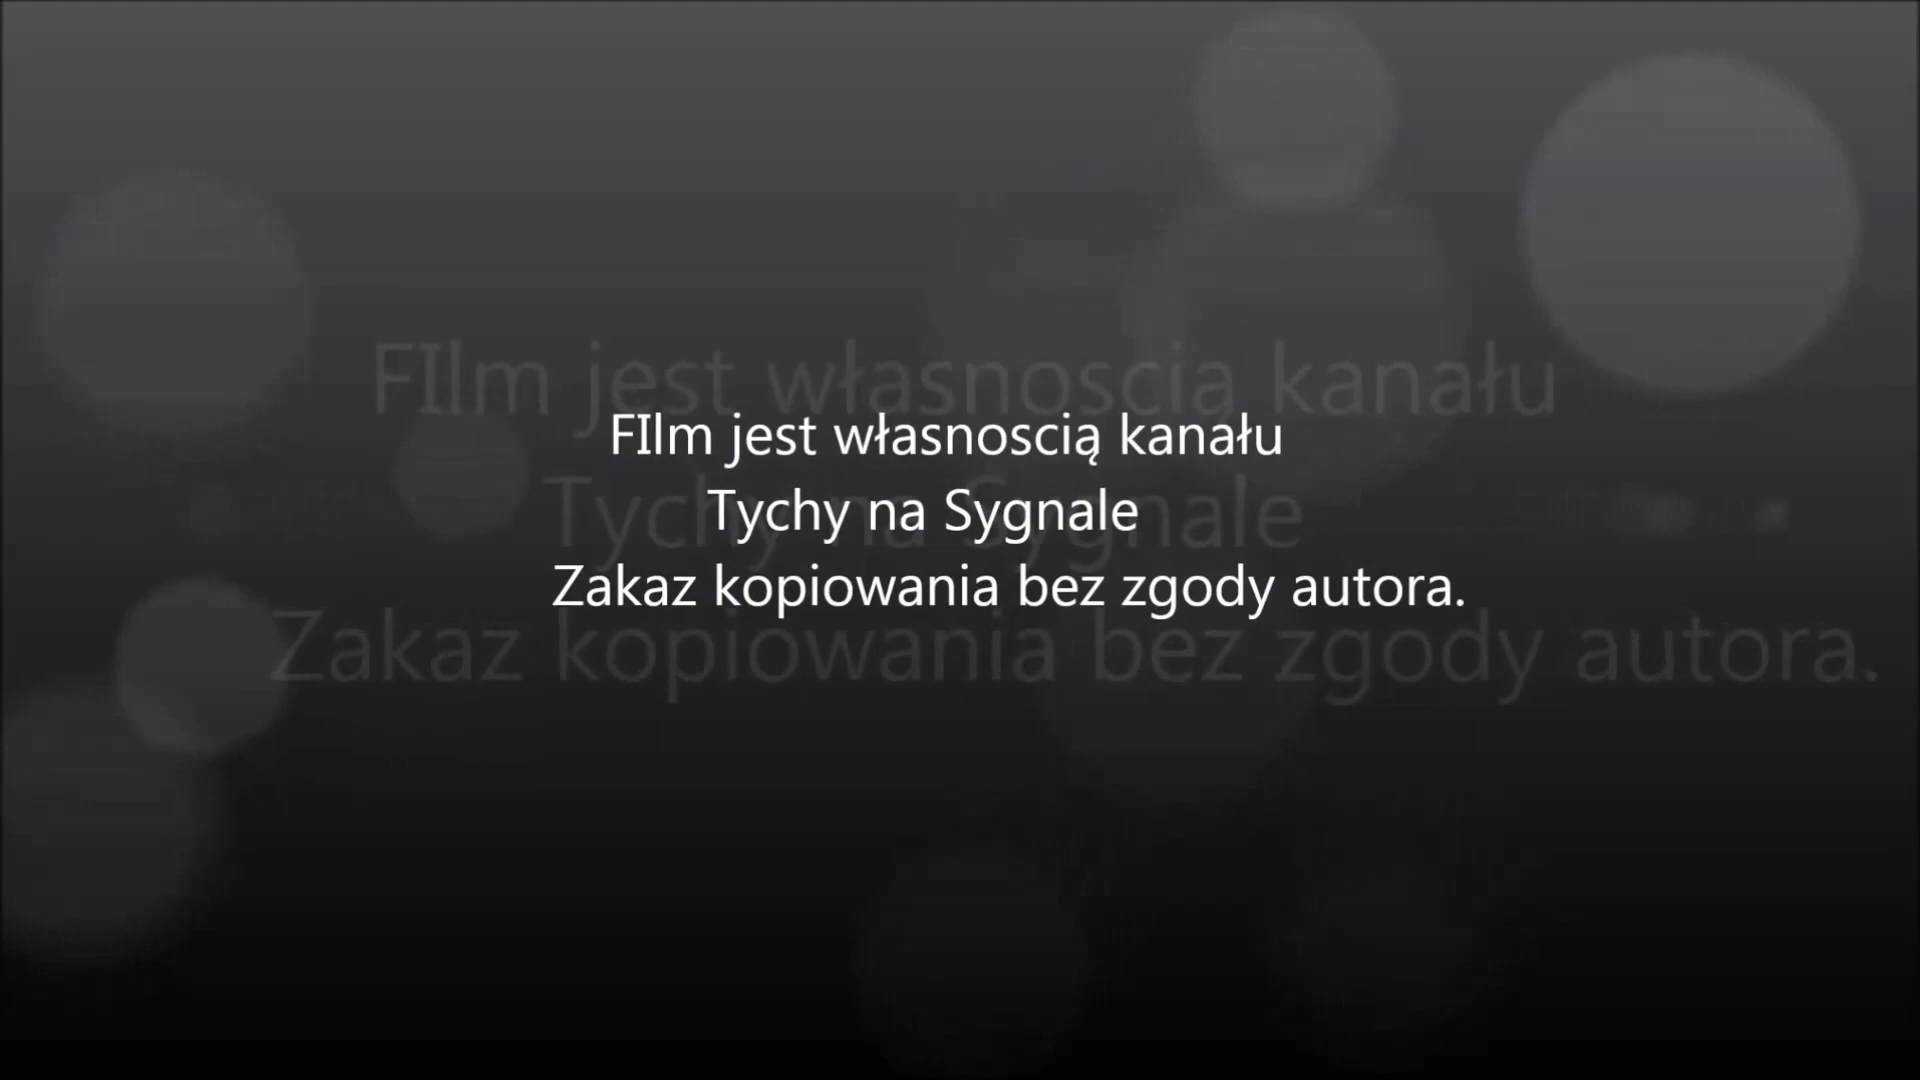 FIlm jest własnoscią kanału
Tychy na Sygnale
Zakaz kopiowania bez zgody autora.